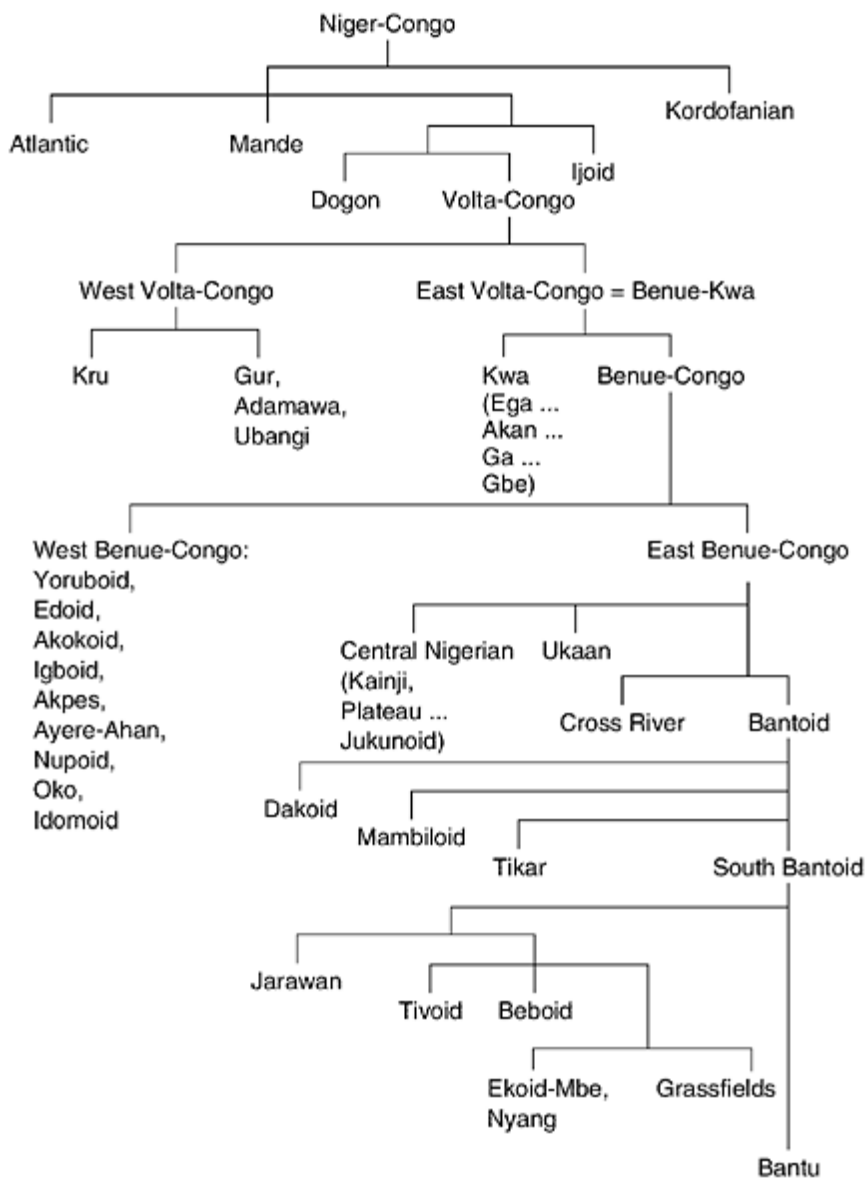 Niger-Congo
Kordofanian
Atlantic
Mande
Ijoid
Dogon
Volta-Congo
West Volta-Congo
East Volta-Congo = Benue-Kwa
Kru
Gur,
Adamawa,
Ubangi
Kwa
(Ega ...
Akan ...
Ga ...
Gbe)
Benue-Congo
West Benue-Congo:
Yoruboid,
Edoid,
Akokoid,
Igboid,
Akpes,
Ayere-Ahan,
Nupoid,
Oko,
Idomoid
East Benue-Congo
Central Nigerian
(Kainji,
Plateau ...
Jukunoid)
Ukaan
Cross River
Bantoid
Dakoid
Mambiloid
Tikar
South Bantoid
Jarawan
Tivoid
Beboid
Ekoid-Mbe,
Nyang
Grassfields
Bantu